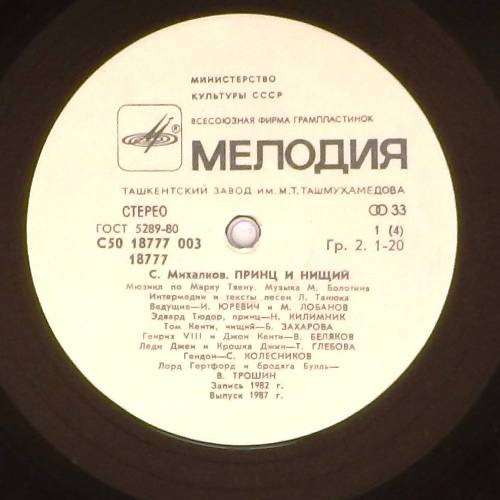 МИНИСТЕРСТВО
КУЛЬТУРЫ СССР
ВСЕСОЮЗНАЯ ФИРМА ГРАМПЛАСТИНОК
®
МЕЛОДИЯ
ТАШКЕНТСКИЙ ЗАВОД ИМ. М.Т. ТАШМУХАМЕДОВА
СТЕРЕО 33
ГОСТ 5289-80 1 (4)
С50 18777 003 Гр. 2. 1-20
18777
С. Михалков. ПРИНЦ И НИЩИЙ
Мюзикл по Марку Твену. Музыка М. Болотина
Интермедии и тексты песен Л. Танюка
Ведущие—И. ЮРЕВИЧ и М. ЛОБАНОВ
Эдвард Тюдор, принц—Н. КИЛИМНИК
Том Кенти, нищий—Б. ЗАХАРОВА
Генрих VIII и Джон Кенти—В. БЕЛЯКОВ
Леди Джен и Крошка Джин—Т. ГЛЕБОВА
Гендон—С. КОЛЕСНИКОВ
Лорд Гертфорд и бродяга Булль—
В. ТРОШИН
Запись 1982 г.
Выпуск 1987 г.